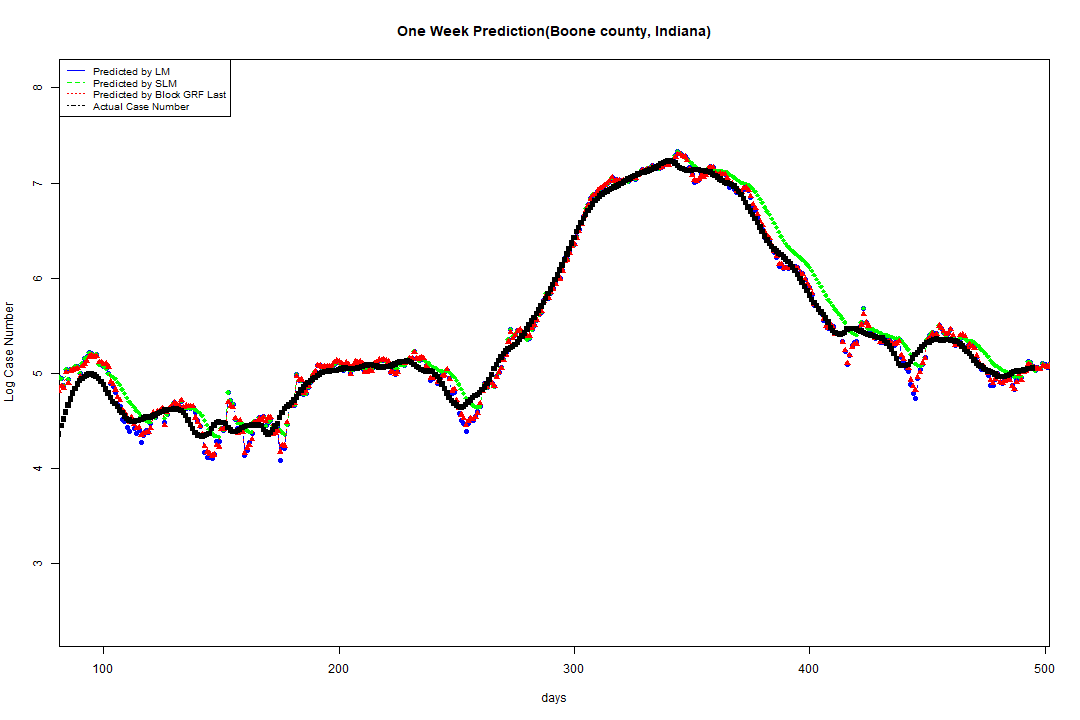 One Week Prediction(Boone county, Indiana)
Predicted by LM
Predicted by SLM
Predicted by Block GRF Last
Actual Case Number
8
7
6
5
4
3
Log Case Number
100 200 300 400 500
days